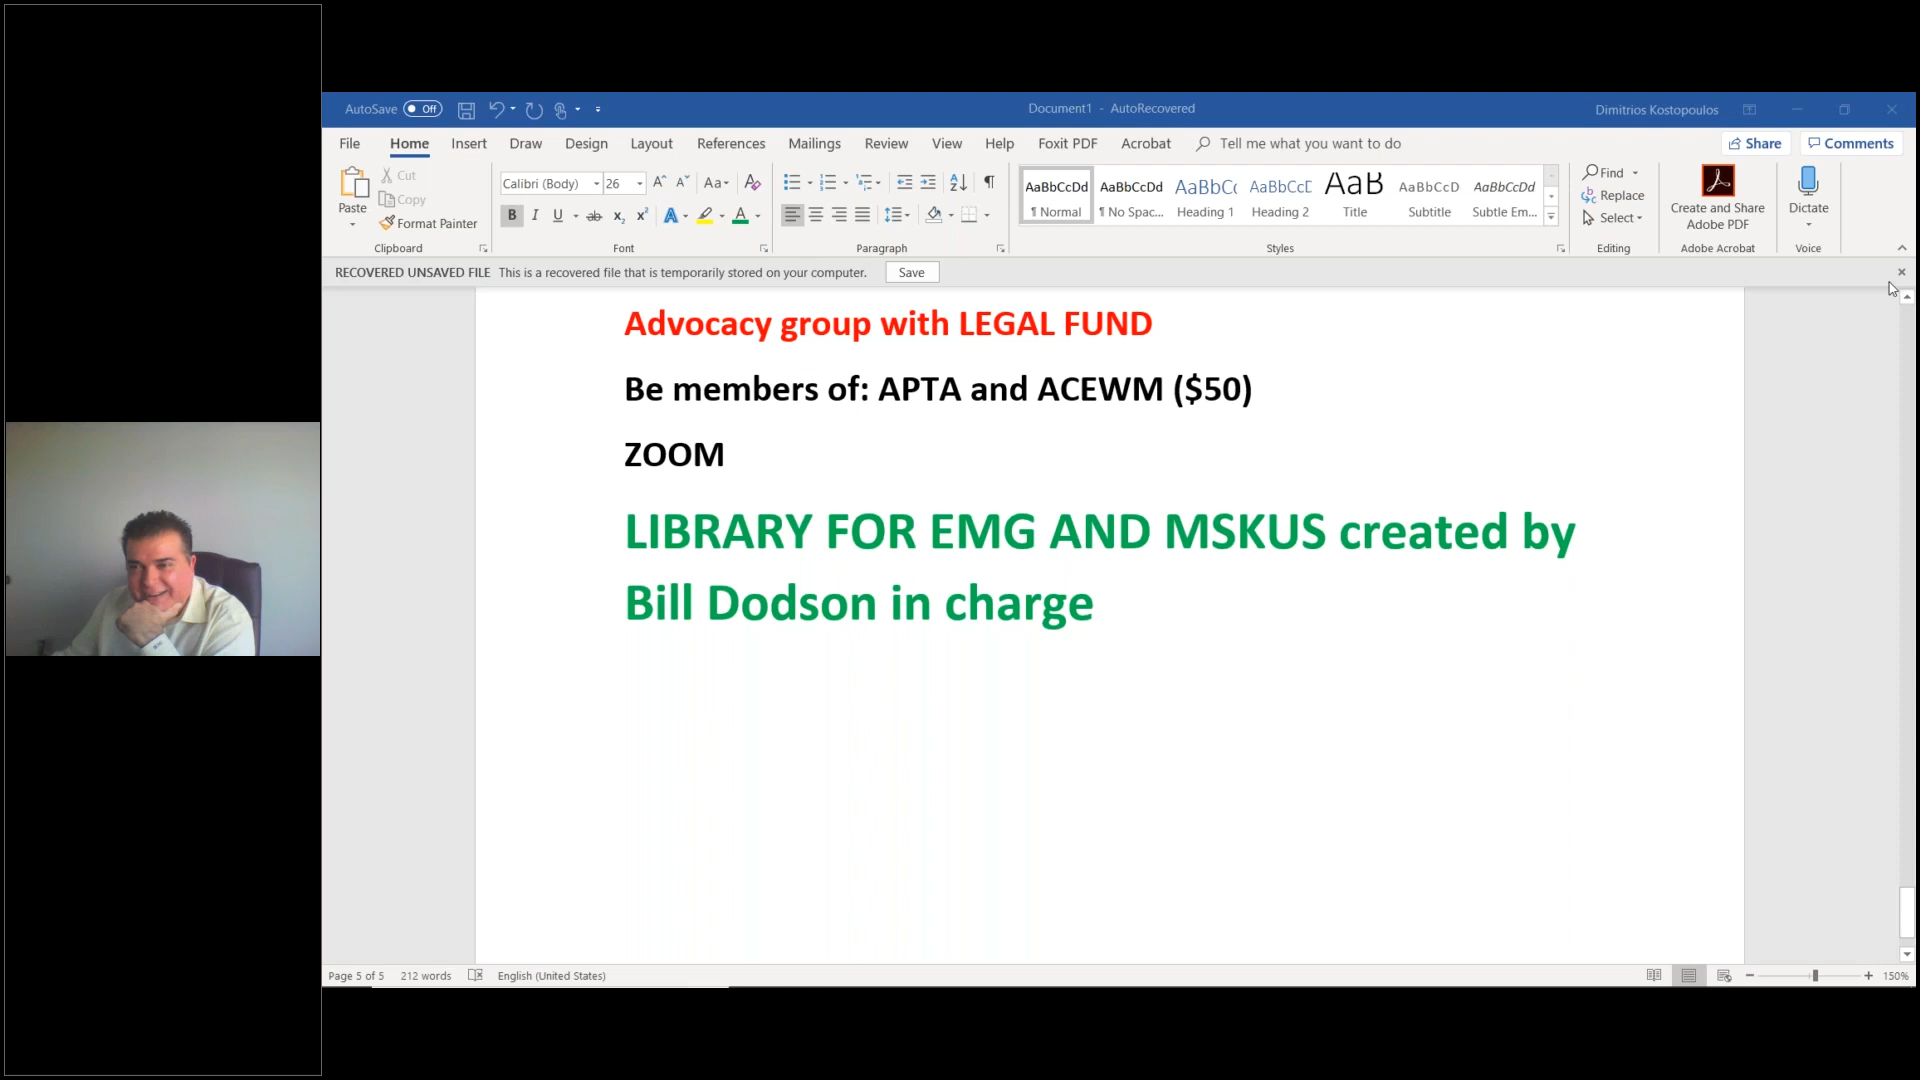 AutoSave Off Document1 - AutoRecovered Dimitrios Kostopoulos
File Home Insert Draw Design Layout References Mailings Review View Help Foxit PDF Acrobat Tell me what you want to do Share Comments
Paste
Cut
Copy
Format Painter
Clipboard
Calibri (Body) 26
Font
Paragraph
AaBbCcDd AaBbCcDd AaBbCc AaBbCcD AaB AaBbCcD AaBbCcDd
¶ Normal ¶ No Spac... Heading 1 Heading 2 Title Subtitle Subtle Em...
Styles
Find
Replace
Select
Editing
Create and Share
Adobe PDF
Adobe Acrobat
Dictate
Voice
RECOVERED UNSAVED FILE This is a recovered file that is temporarily stored on your computer. Save
Advocacy group with LEGAL FUND
Be members of: APTA and ACEWM ($50)
ZOOM
LIBRARY FOR EMG AND MSKUS created by
Bill Dodson in charge
Page 5 of 5 212 words English (United States) 150%